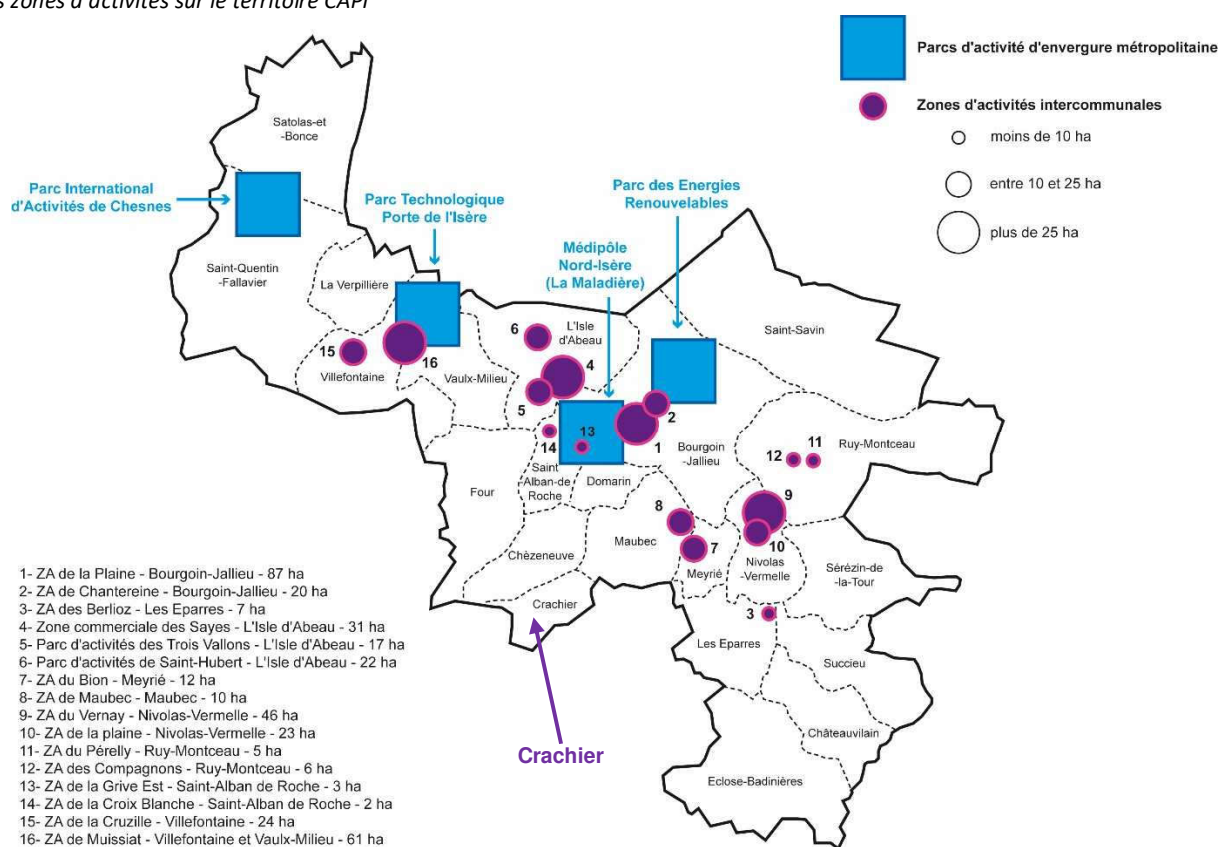 s zones d'activités sur le territoire CAPI
Parcs d'activité d'envergure métropolitaine
Zones d'activités intercommunales
moins de 10 ha
entre 10 et 25 ha
plus de 25 ha
Satolas-et
-Bonce
Parc International
d'Activités de Chesnes
Parc Technologique
Porte de l'Isère
Parc des Energies
Renouvelables
Médipôle
Nord-Isère
(La Maladière)
Saint-Quentin
-Fallavier
La Verpillière
L'Isle
d'Abeau
Saint-Savin
6
15
Villefontaine
16
Vaulx-Milieu
4
5
2
1
13
14
Bourgoin
-Jallieu
12
11
Ruy-Montceau
Saint
Alban-de
Roche
Domarin
Four
9
8
Maubec
7
10
Chèzeneuve
Meyrié
Nivolas
-Vermelle
Sérézin-de
-la-Tour
Crachier
3
Les Eparres
Succieu
Châteauvilain
Crachier
Eclose-Badinières
1- ZA de la Plaine - Bourgoin-Jallieu - 87 ha
2- ZA de Chantereine - Bourgoin-Jallieu - 20 ha
3- ZA des Berlioz - Les Eparres - 7 ha
4- Zone commerciale des Sayes - L'Isle d'Abeau - 31 ha
5- Parc d'activités des Trois Vallons - L'Isle d'Abeau - 17 ha
6- Parc d'activités de Saint-Hubert - L'Isle d'Abeau - 22 ha
7- ZA du Bion - Meyrié - 12 ha
8- ZA de Maubec - Maubec - 10 ha
9- ZA du Vernay - Nivolas-Vermelle - 46 ha
10- ZA de la plaine - Nivolas-Vermelle - 23 ha
11- ZA du Pérelly - Ruy-Montceau - 5 ha
12- ZA des Compagnons - Ruy-Montceau - 6 ha
13- ZA de la Grive Est - Saint-Alban de Roche - 3 ha
14- ZA de la Croix Blanche - Saint-Alban de Roche - 2 ha
15- ZA de la Cruzille - Villefontaine - 24 ha
16- ZA de Muissiat - Villefontaine et Vaulx-Milieu - 61 ha